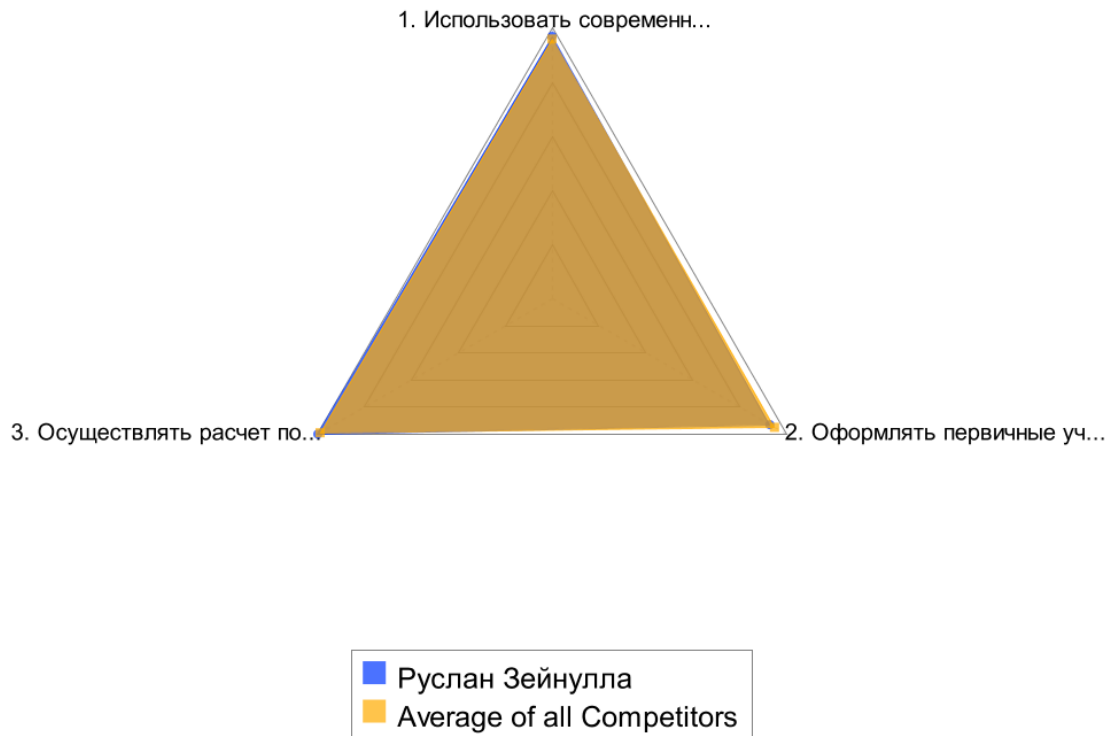 1. Использовать современн...
3. Осуществлять расчет по...
2. Оформлять первичные уч...
Руслан Зейнулла
Average of all Competitors